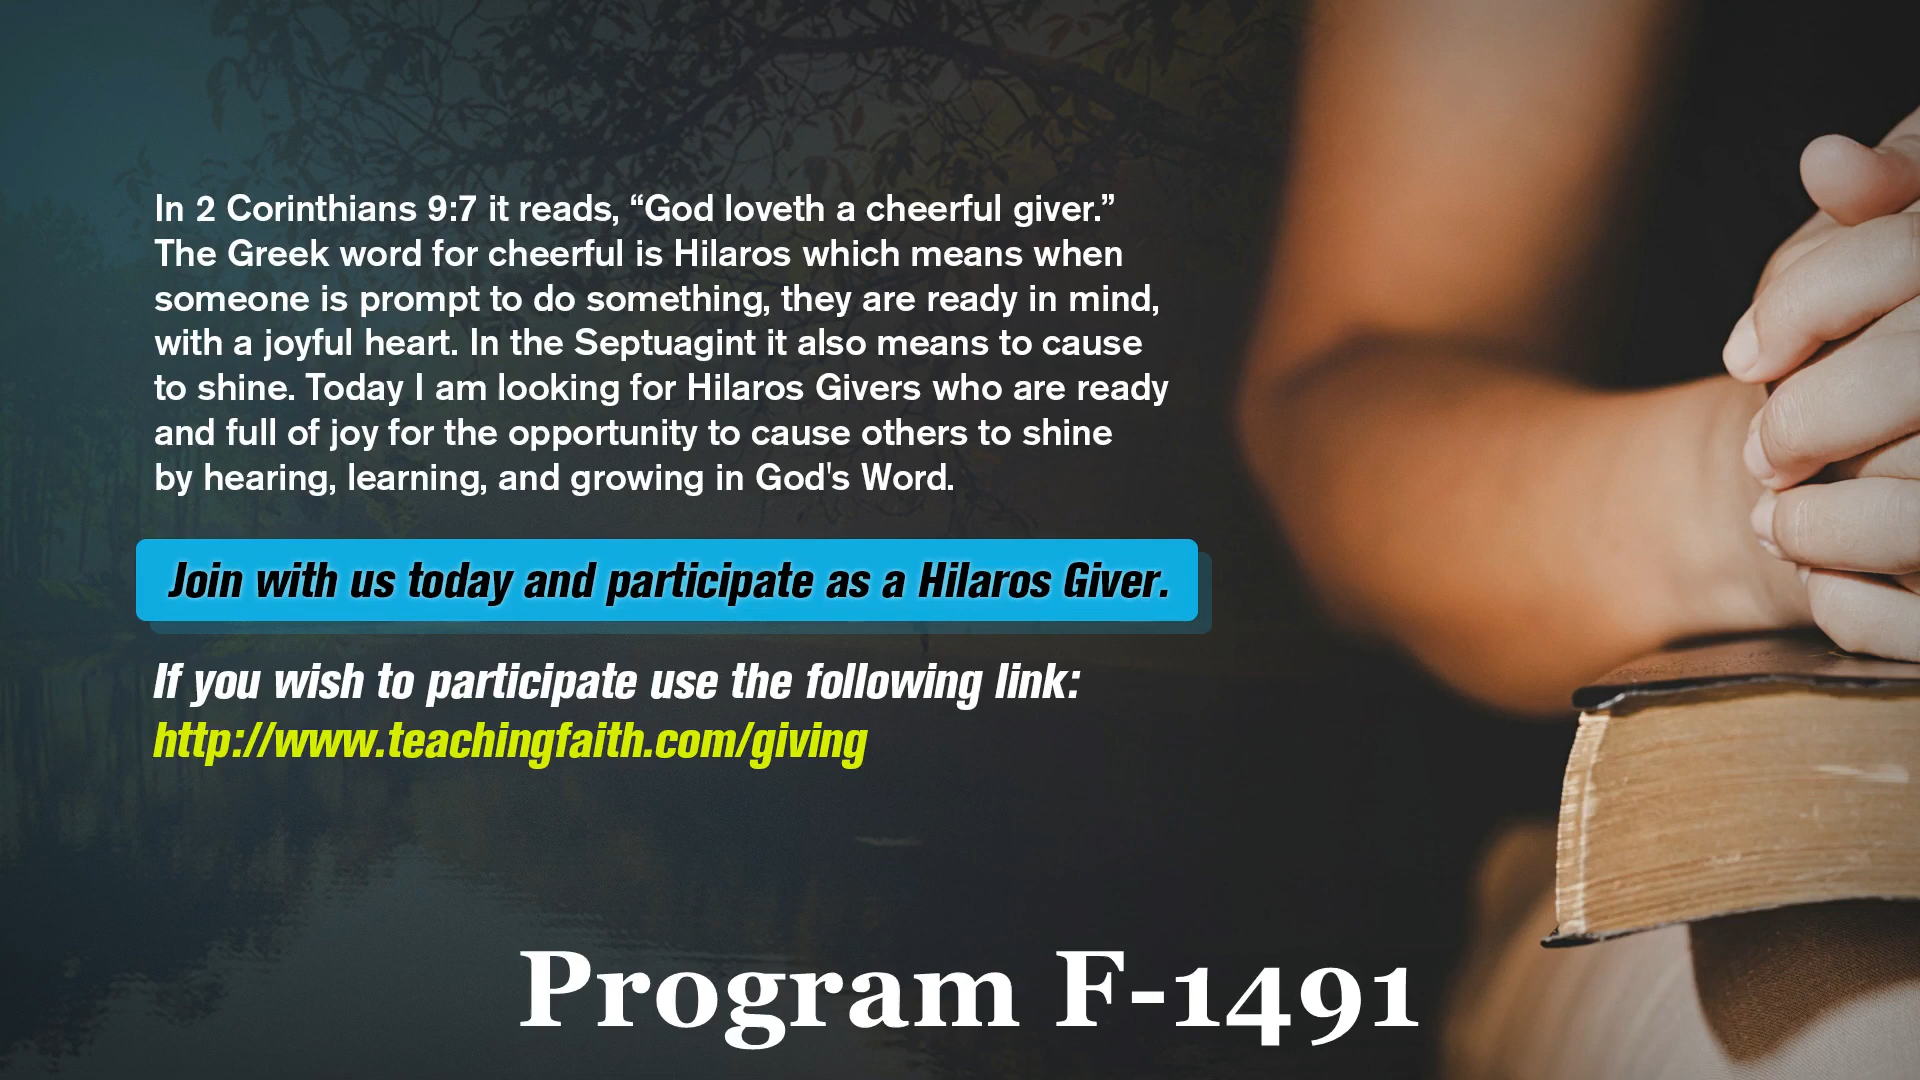 In 2 Corinthians 9:7 it reads, “God loveth a cheerful giver.”
The Greek word for cheerful is Hilaros which means when
someone is prompt to do something, they are ready in mind,
with a joyful heart. In the Septuagint it also means to cause
to shine. Today I am looking for Hilaros Givers who are ready
and full of joy for the opportunity to cause others to shine
by hearing, learning, and growing in God's Word.
Join with us today and participate as a Hilaros Giver.
If you wish to participate use the following link:
http://www.teachingfaith.com/giving
Program F-1491